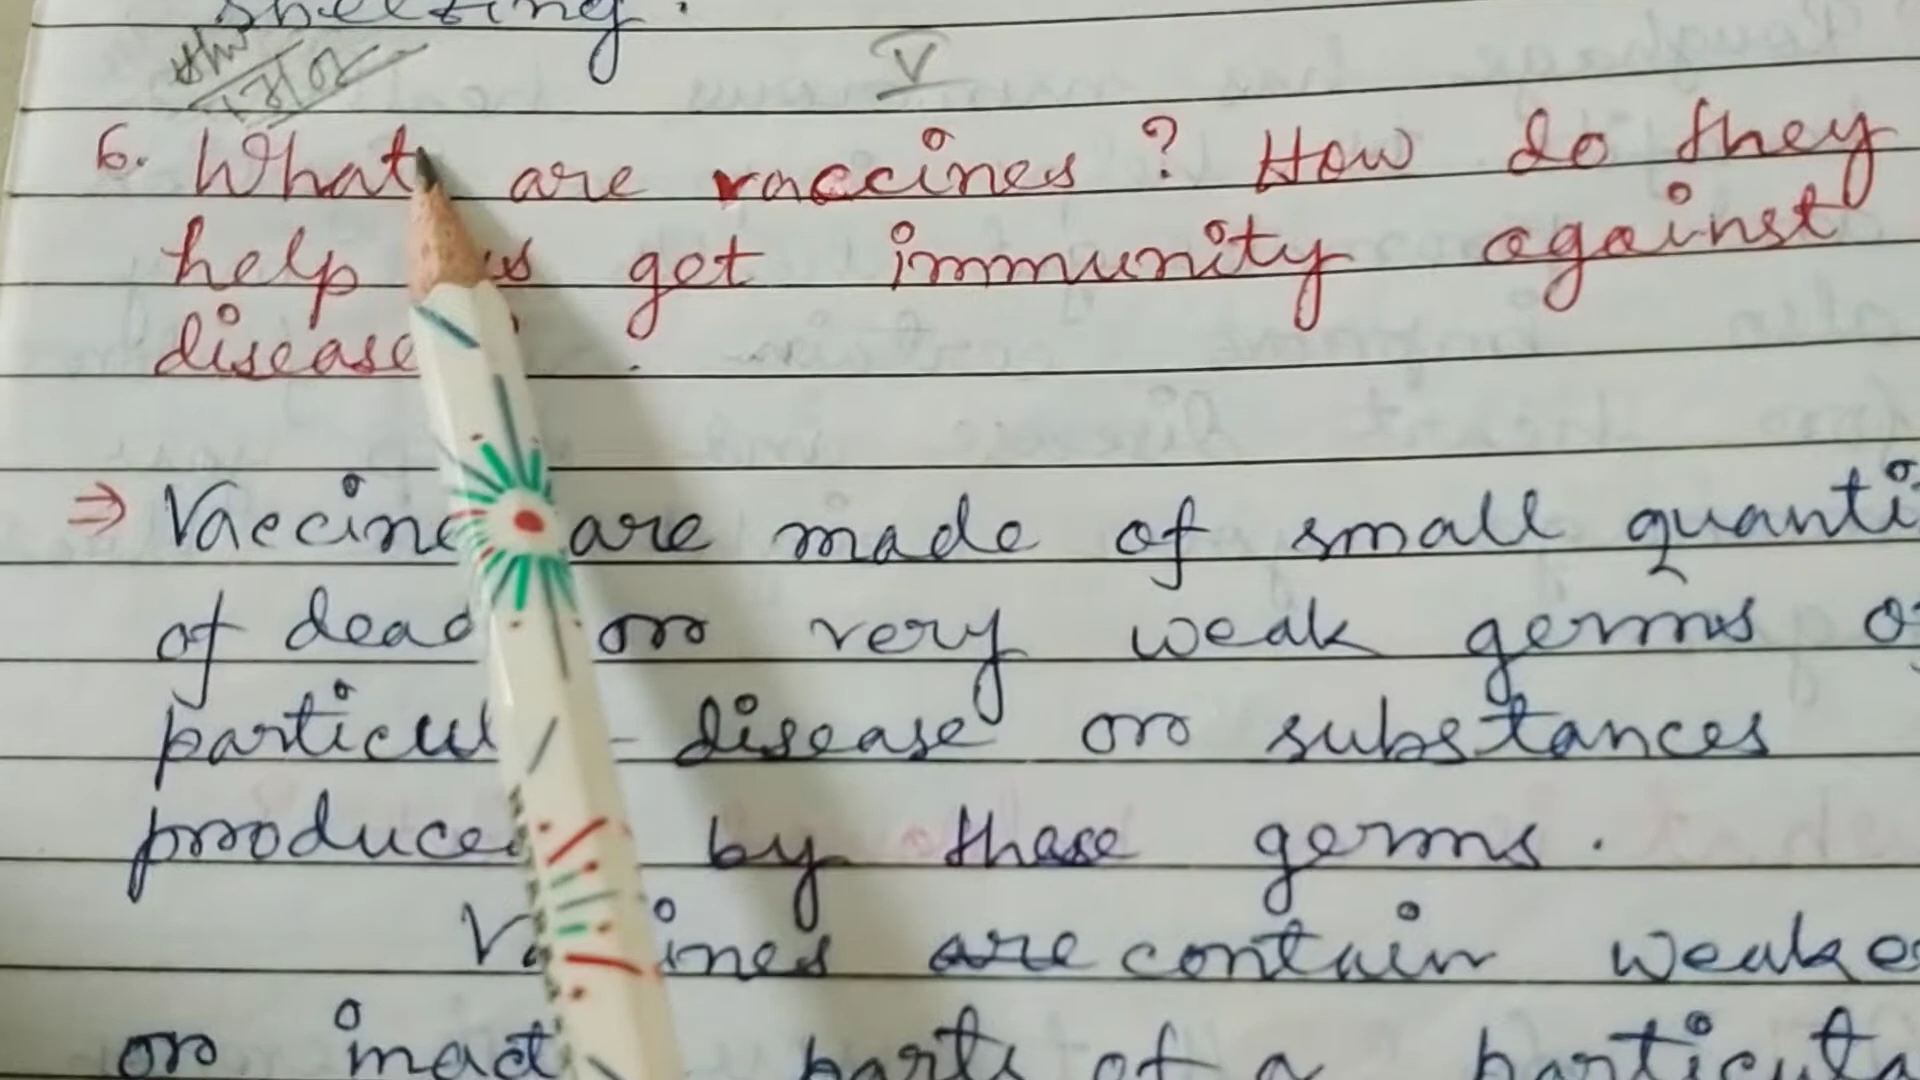 shelzing.
V
6. What are vaccines ? How do they
help us get immunity against
disease
⇒ Vaccine are made of small quanti
of dead or very weak germs o
particul disease or substances
produce by these germs .
Va ines are contain weake
or inact parts of a particula